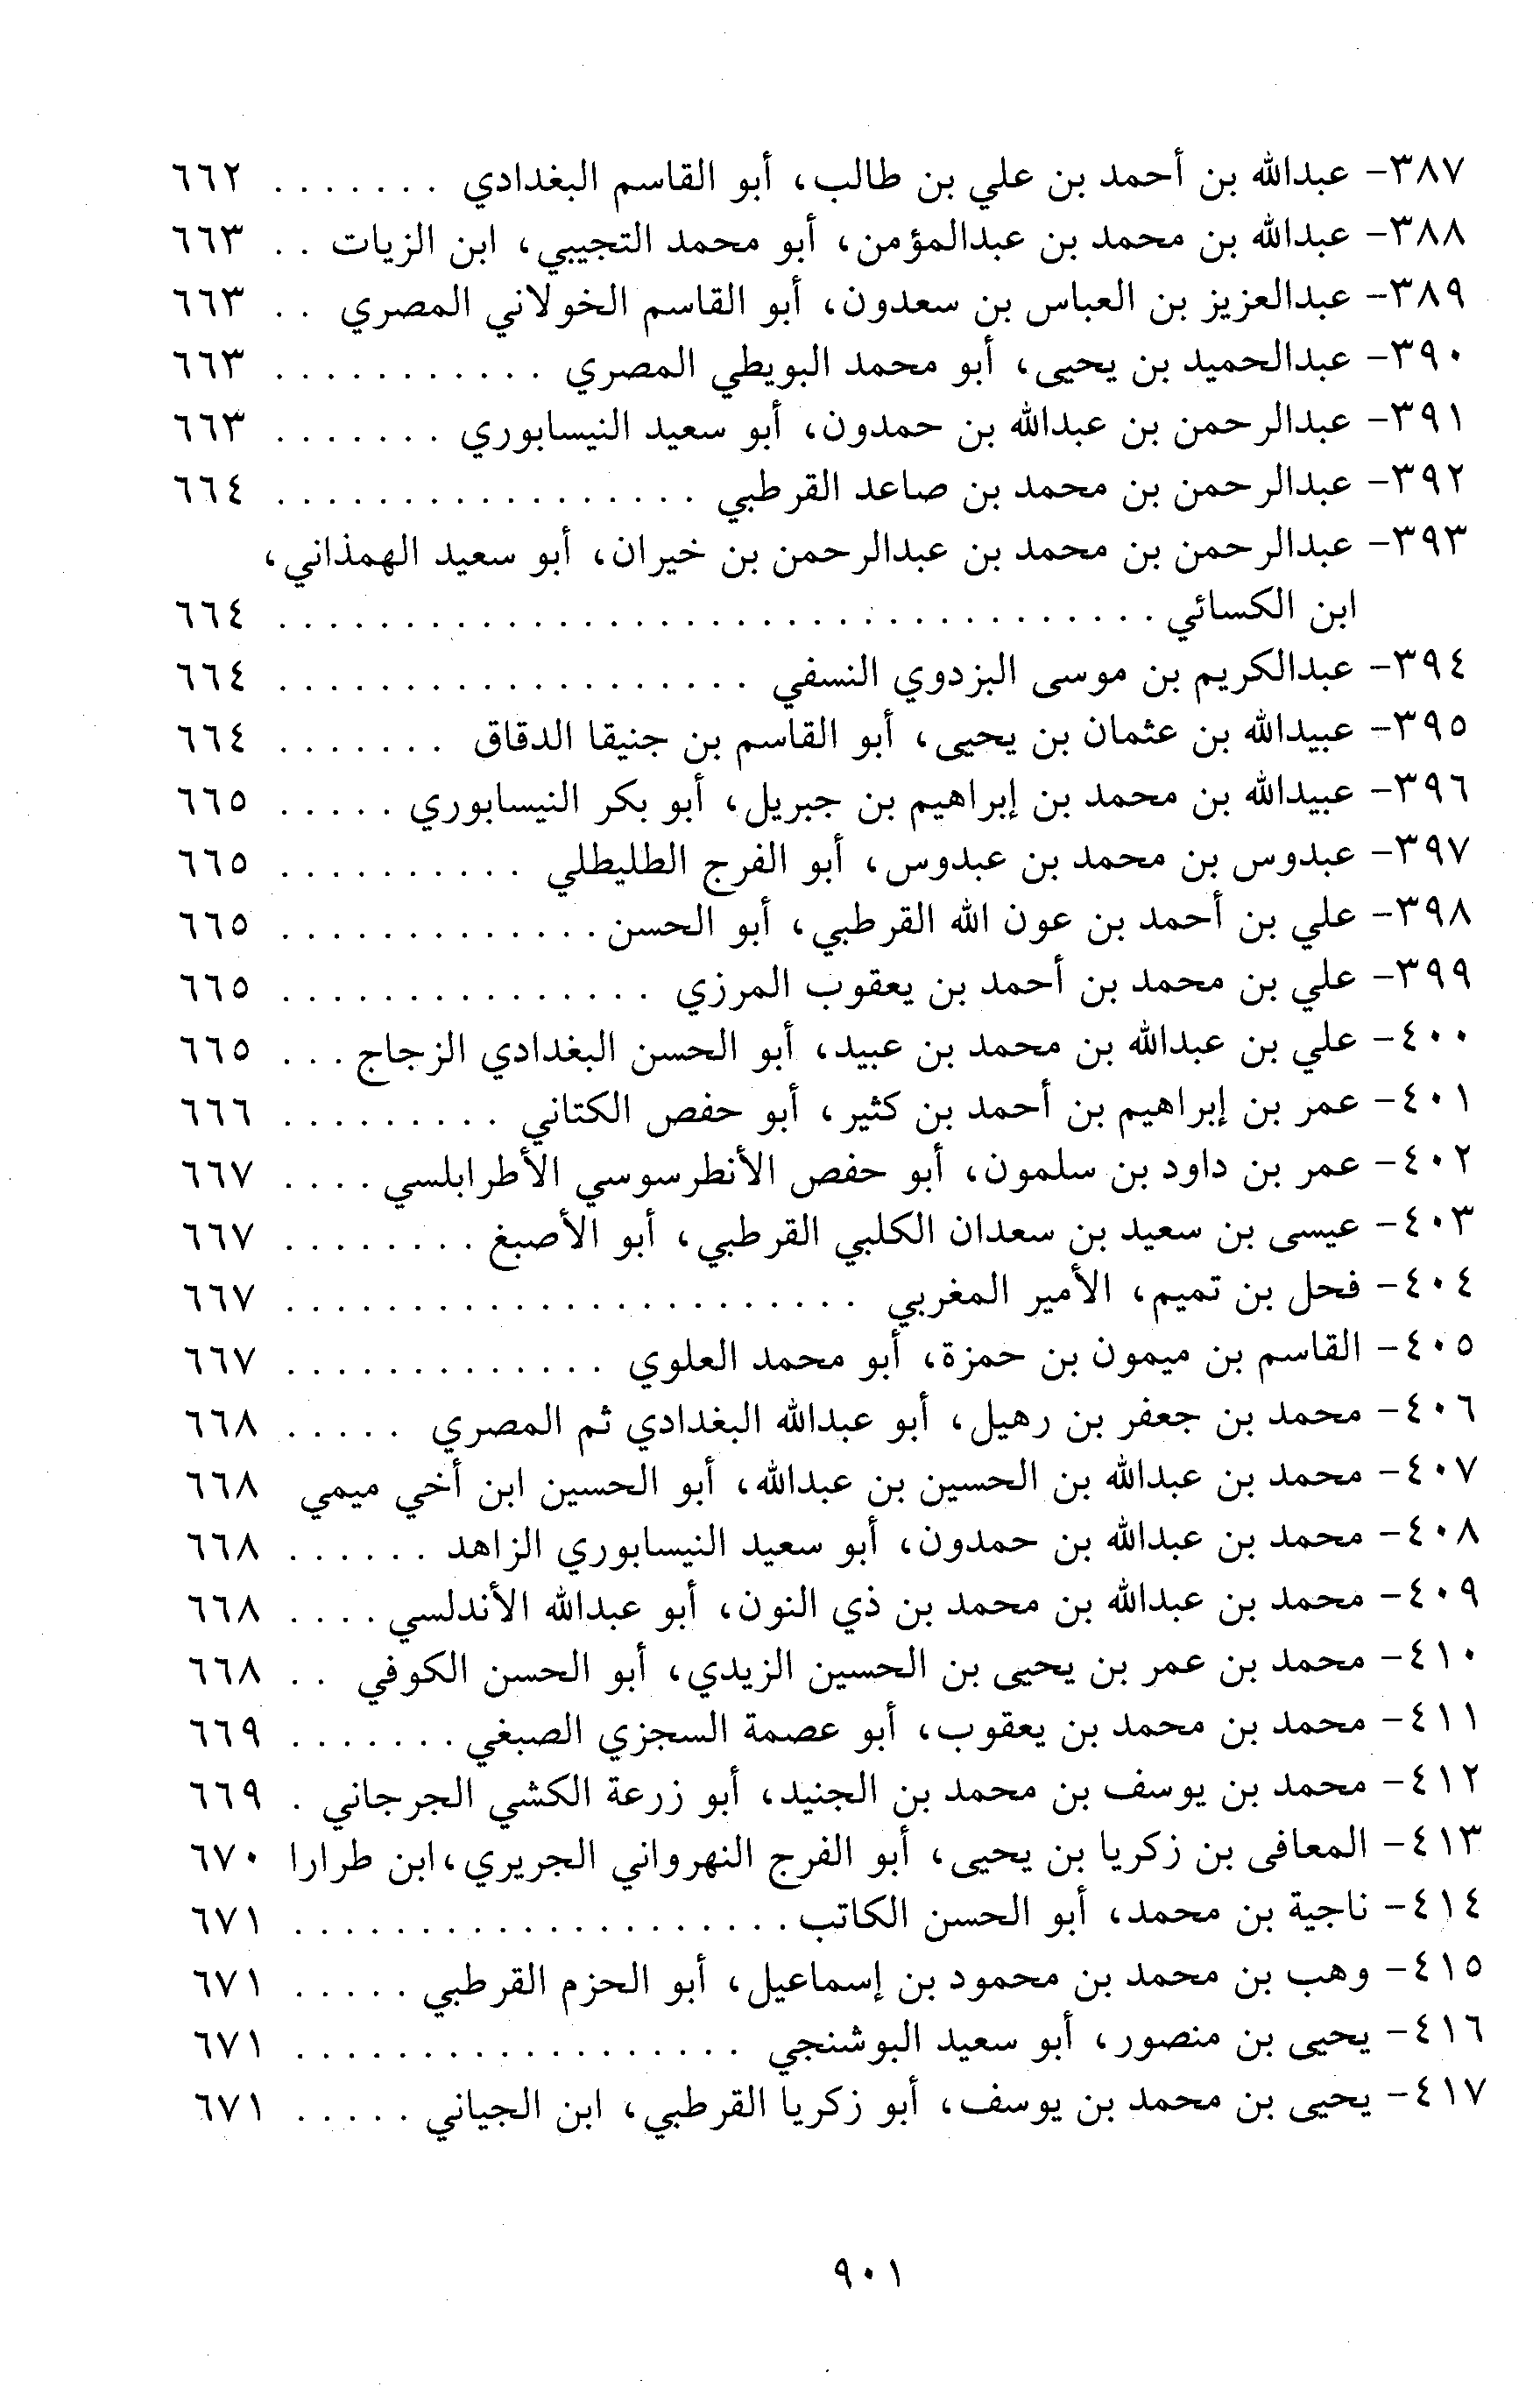 ٣٨٧- عبدالله بن أحمد بن علي بن طالب، أبو القاسم البغدادي . . . . . . . ٦٦٢
٣٨٨- عبدالله بن محمد بن عبدالمؤمن، أبو محمد التجيبي، ابن الزيات . . ٦٦٣
٣٨٩- عبدالعزيز بن العباس بن سعدون، أبو القاسم الخولاني المصري . . ٦٦٣
٣٩٠- عبدالحميد بن يحيى، أبو محمد البويطي المصري . . . . . . . . . . . ٦٦٣
٣٩١- عبدالرحمن بن عبدالله بن حمدون، أبو سعيد النيسابوري . . . . . . . ٦٦٣
٣٩٢- عبدالرحمن بن محمد بن صاعد القرطبي . . . . . . . . . . . . . . . . . ٦٦٤
٣٩٣- عبدالرحمن بن محمد بن عبدالرحمن بن خيران، أبو سعيد الهمذاني،
ابن الكسائي . . . . . . . . . . . . . . . . . . . . . . . . . . . . . . . . . . . ٦٦٤
٣٩٤- عبدالكريم بن موسى البزدوي النسفي . . . . . . . . . . . . . . . . . . . ٦٦٤
٣٩٥- عبيدالله بن عثمان بن يحيى، أبو القاسم بن جنيقا الدقاق . . . . . . . ٦٦٤
٣٩٦- عبيدالله بن محمد بن إبراهيم بن جبريل، أبو بكر النيسابوري . . . . . ٦٦٥
٣٩٧- عبدوس بن محمد بن عبدوس، أبو الفرج الطليطلي . . . . . . . . . . ٦٦٥
٣٩٨- علي بن أحمد بن عون الله القرطبي، أبو الحسن . . . . . . . . . . . . . ٦٦٥
٣٩٩- علي بن محمد بن أحمد بن يعقوب المرزي . . . . . . . . . . . . . . . ٦٦٥
٤٠٠- علي بن عبدالله بن محمد بن عبيد، أبو الحسن البغدادي الزجاج . . . ٦٦٥
٤٠١- عمر بن إبراهيم بن أحمد بن كثير، أبو حفص الكتاني . . . . . . . . . ٦٦٦
٤٠٢- عمر بن داود بن سلمون، أبو حفص الأنطرسوسي الأطرابلسي . . . . ٦٦٧
٤٠٣- عيسى بن سعيد بن سعدان الكلبي القرطبي، أبو الأصبغ . . . . . . . . ٦٦٧
٤٠٤- فحل بن تميم، الأمير المغربي . . . . . . . . . . . . . . . . . . . . . . . ٦٦٧
٤٠٥- القاسم بن ميمون بن حمزة، أبو محمد العلوي . . . . . . . . . . . . . ٦٦٧
٤٠٦- محمد بن جعفر بن رهيل، أبو عبدالله البغدادي ثم المصري . . . . . ٦٦٨
٤٠٧- محمد بن عبدالله بن الحسين بن عبدالله، أبو الحسين ابن أخي ميمي ٦٦٨
٤٠٨- محمد بن عبدالله بن حمدون، أبو سعيد النيسابوري الزاهد . . . . . . ٦٦٨
٤٠٩- محمد بن عبدالله بن محمد بن ذي النون، أبو عبدالله الأندلسي . . . . ٦٦٨
٤١٠- محمد بن عمر بن يحيى بن الحسين الزيدي، أبو الحسن الكوفي . . ٦٦٨
٤١١- محمد بن محمد بن يعقوب، أبو عصمة السجزي الصبغي . . . . . . . ٦٦٩
٤١٢- محمد بن يوسف بن محمد بن الجنيد، أبو زرعة الكشي الجرجاني . ٦٦٩
٤١٣- المعافى بن زكريا بن يحيى، أبو الفرج النهرواني الجريري، ابن طرارا ٦٧٠
٤١٤- ناجية بن محمد، أبو الحسن الكاتب . . . . . . . . . . . . . . . . . . . . ٦٧١
٤١٥- وهب بن محمد بن محمود بن إسماعيل، أبو الحزم القرطبي . . . . . ٦٧١
٤١٦- يحيى بن منصور، أبو سعيد البوشنجي . . . . . . . . . . . . . . . . . . ٦٧١
٤١٧- يحيى بن محمد بن يوسف، أبو زكريا القرطبي، ابن الجياني . . . . . ٦٧١
٩٠١